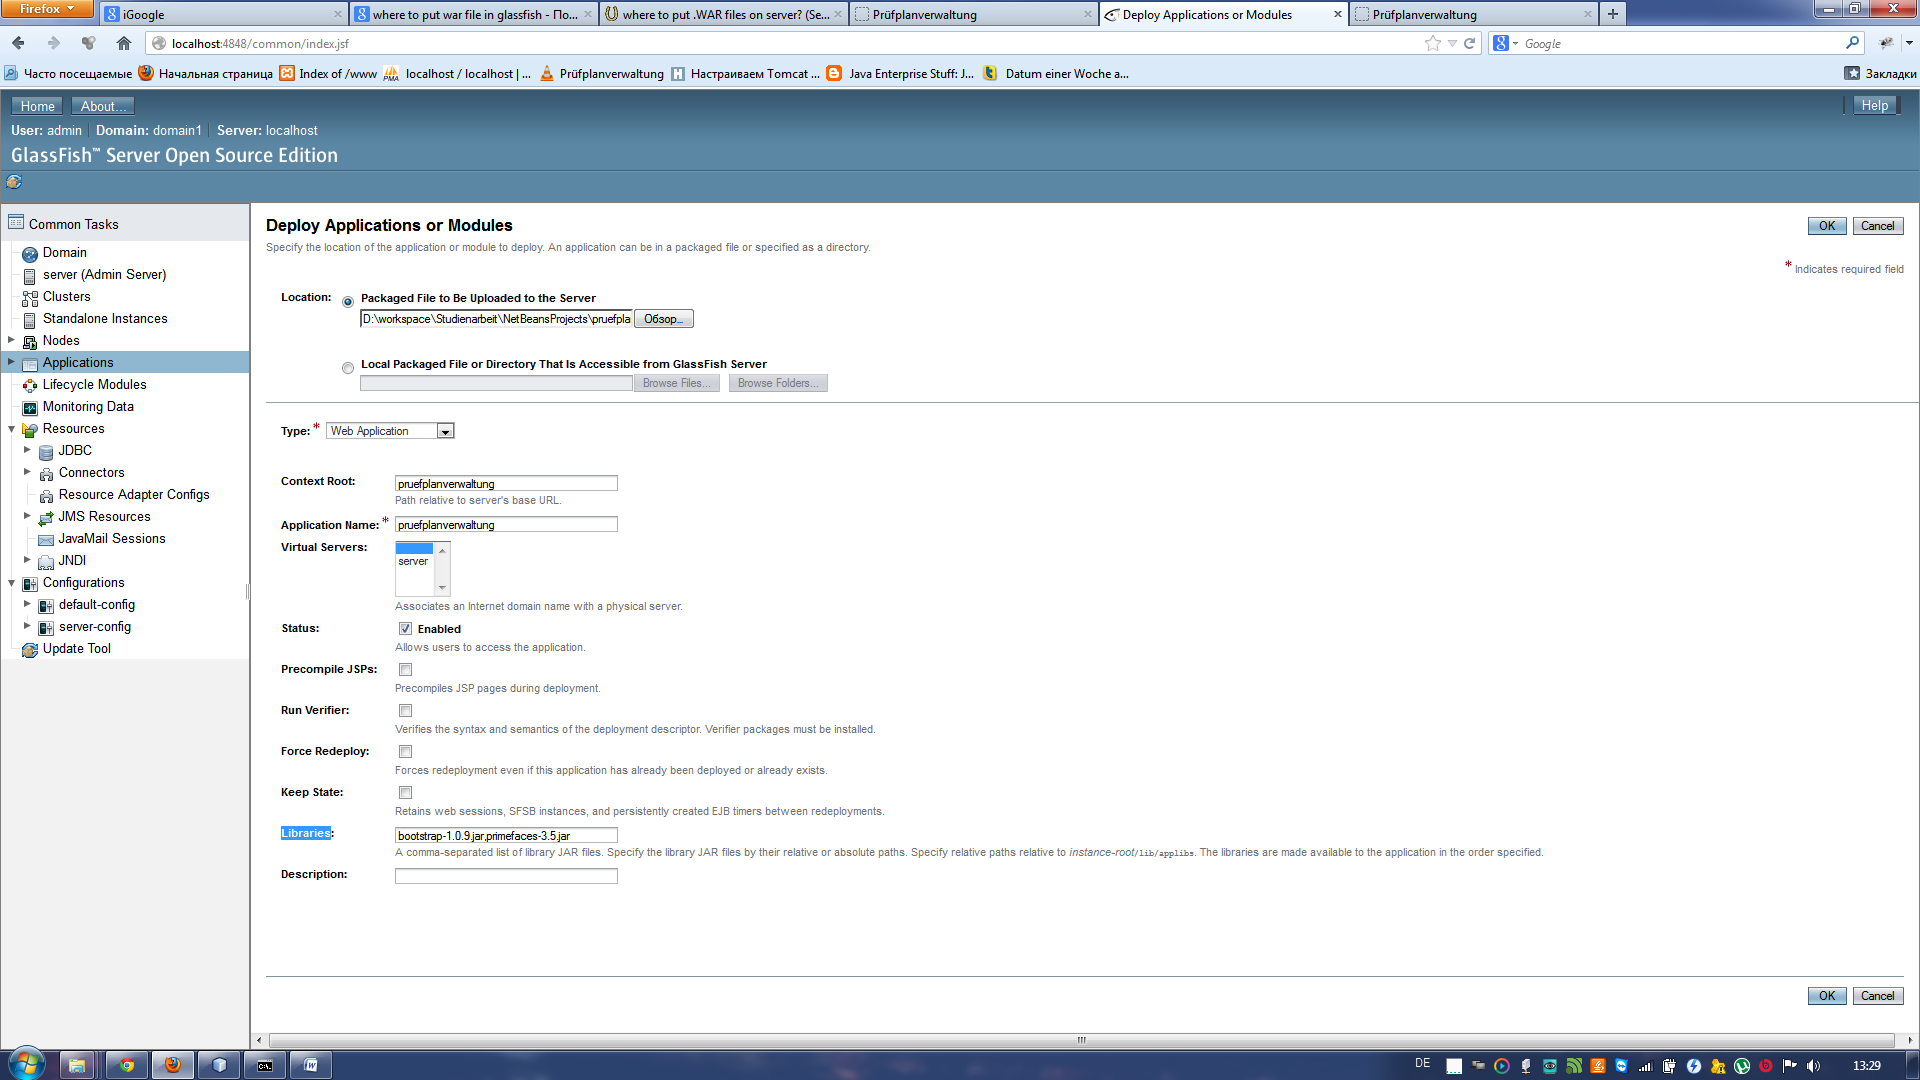 Firefox
iGoogle
where to put war file in glassfish - По...
where to put .WAR files on server? (Se...
Prüfplanverwaltung
Deploy Applications or Modules
Prüfplanverwaltung
localhost:4848/common/index.jsf
Google
Часто посещаемые
Начальная страница
Index of /www
localhost / localhost | ...
Prüfplanverwaltung
Настраиваем Tomcat ...
Java Enterprise Stuff: J...
Datum einer Woche a...
Закладки
Home
About...
Help
User: admin
Domain: domain1
Server: localhost
GlassFish™ Server Open Source Edition
Common Tasks
Domain
server (Admin Server)
Clusters
Standalone Instances
Nodes
Applications
Lifecycle Modules
Monitoring Data
Resources
JDBC
Connectors
Resource Adapter Configs
JMS Resources
JavaMail Sessions
JNDI
Configurations
default-config
server-config
Update Tool
Deploy Applications or Modules
OK
Cancel
Specify the location of the application or module to deploy. An application can be in a packaged file or specified as a directory.
* Indicates required field
Location:
Packaged File to Be Uploaded to the Server
D:\workspace\Studienarbeit\NetBeansProjects\pruefpla
Обзор...
Local Packaged File or Directory That Is Accessible from GlassFish Server
Browse Files...
Browse Folders...
Type: *
Web Application
Context Root:
pruefplanverwaltung
Path relative to server's base URL.
Application Name: *
pruefplanverwaltung
Virtual Servers:
server
Associates an Internet domain name with a physical server.
Status:
Enabled
Allows users to access the application.
Precompile JSPs:
Precompiles JSP pages during deployment.
Run Verifier:
Verifies the syntax and semantics of the deployment descriptor. Verifier packages must be installed.
Force Redeploy:
Forces redeployment even if this application has already been deployed or already exists.
Keep State:
Retains web sessions, SFSB instances, and persistently created EJB timers between redeployments.
Libraries:
bootstrap-1.0.9.jar,primefaces-3.5.jar
A comma-separated list of library JAR files. Specify the library JAR files by their relative or absolute paths. Specify relative paths relative to instance-root/lib/applibs. The libraries are made available to the application in the order specified.
Description:
OK
Cancel
DE
13:29